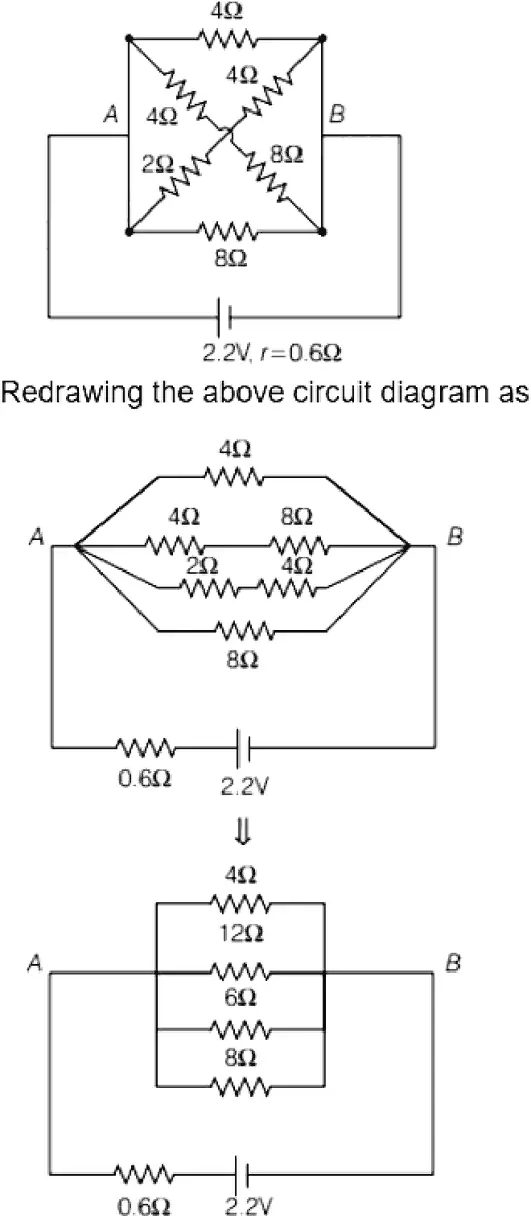 4Ω
4Ω
A 4Ω B
2Ω 8Ω
8Ω
2.2V, r=0.6Ω
Redrawing the above circuit diagram as
4Ω
4Ω 8Ω
A B
2Ω 4Ω
8Ω
0.6Ω 2.2V
⇓
4Ω
12Ω
A B
6Ω
8Ω
0.6Ω 2.2V